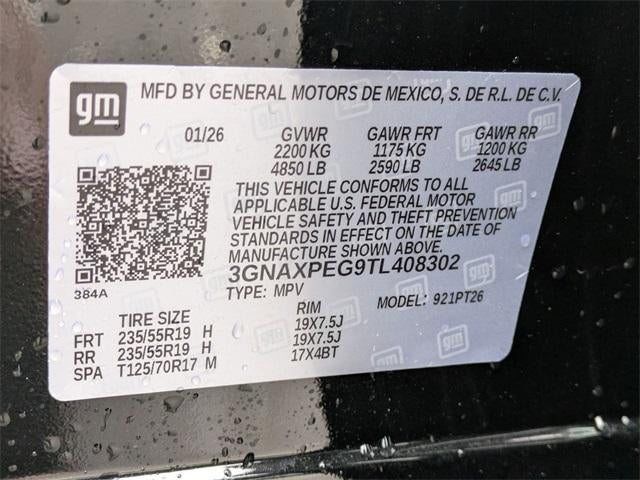 gm MFD BY GENERAL MOTORS DE MEXICO, S. DE R.L. DE C.V.
01/26 GVWR GAWR FRT GAWR RR
2200 KG 1175 KG 1200 KG
4850 LB 2590 LB 2645 LB
THIS VEHICLE CONFORMS TO ALL
APPLICABLE U.S. FEDERAL MOTOR
VEHICLE SAFETY AND THEFT PREVENTION
STANDARDS IN EFFECT ON THE DATE OF
MANUFACTURE SHOWN ABOVE.
3GNAXPEG9TL408302
384A TYPE: MPV MODEL: 921PT26
TIRE SIZE RIM
FRT 235/55R19 H 19X7.5J
RR 235/55R19 H 19X7.5J
SPA T125/70R17 M 17X4BT